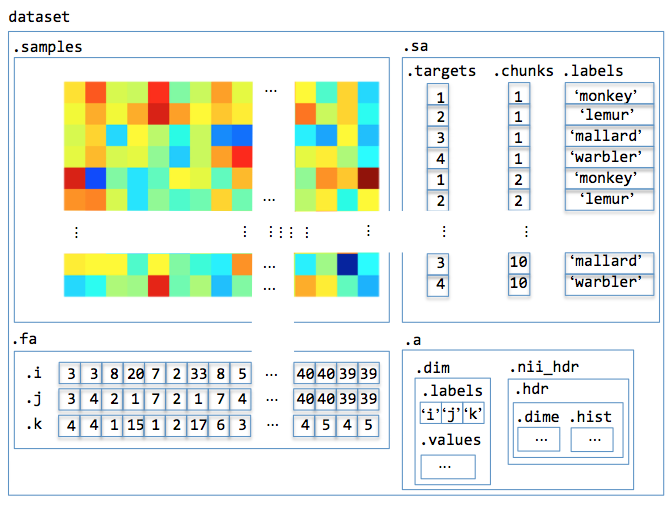 dataset
.samples
.sa
.targets .chunks .labels
1 1 ‘monkey’
2 1 ‘lemur’
3 1 ‘mallard’
4 1 ‘warbler’
1 2 ‘monkey’
2 2 ‘lemur’
3 10 ‘mallard’
4 10 ‘warbler’
.fa
.i 3 3 8 20 7 2 33 8 5 ... 40 40 39 39
.j 3 4 2 1 7 2 1 7 4 ... 40 40 39 39
.k 4 4 1 15 1 2 17 6 3 ... 4 5 4 5
.a
.dim
.labels
‘i’ ‘j’ ‘k’
.values
...
.nii_hdr
.hdr
.dime .hist
... ...